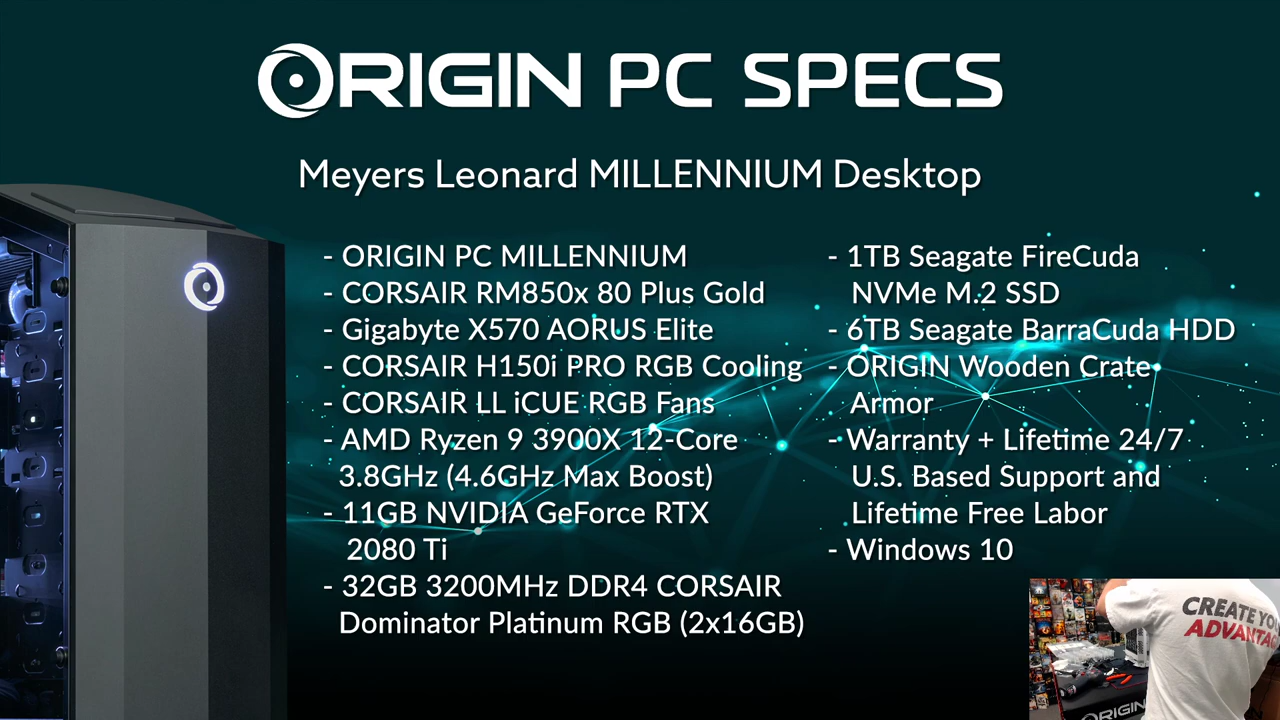 ORIGIN PC SPECS
Meyers Leonard MILLENNIUM Desktop
- ORIGIN PC MILLENNIUM
- CORSAIR RM850x 80 Plus Gold
- Gigabyte X570 AORUS Elite
- CORSAIR H150i PRO RGB Cooling
- CORSAIR LL iCUE RGB Fans
- AMD Ryzen 9 3900X 12-Core
3.8GHz (4.6GHz Max Boost)
- 11GB NVIDIA GeForce RTX
2080 Ti
- 32GB 3200MHz DDR4 CORSAIR
Dominator Platinum RGB (2x16GB)
- 1TB Seagate FireCuda
NVMe M.2 SSD
- 6TB Seagate BarraCuda HDD
- ORIGIN Wooden Crate
Armor
- Warranty + Lifetime 24/7
U.S. Based Support and
Lifetime Free Labor
- Windows 10
CREATE YOU
ADVANTAG
ORIGIN